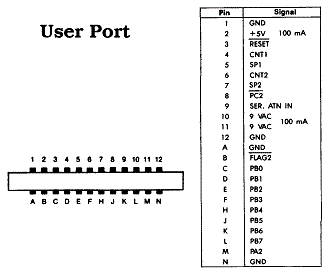 User Port
1 2 3 4 5 6 7 8 9 10 11 12
A B C D E F H J K L M N
Pin Signal
1 GND
2 +5V 100 mA
3 RESET
4 CNT1
5 SP1
6 CNT2
7 SP2
8 PC2
9 SER. ATN IN
10 9 VAC
11 9 VAC 100 mA
12 GND
A GND
B FLAG2
C PB0
D PB1
E PB2
F PB3
H PB4
J PB5
K PB6
L PB7
M PA2
N GND